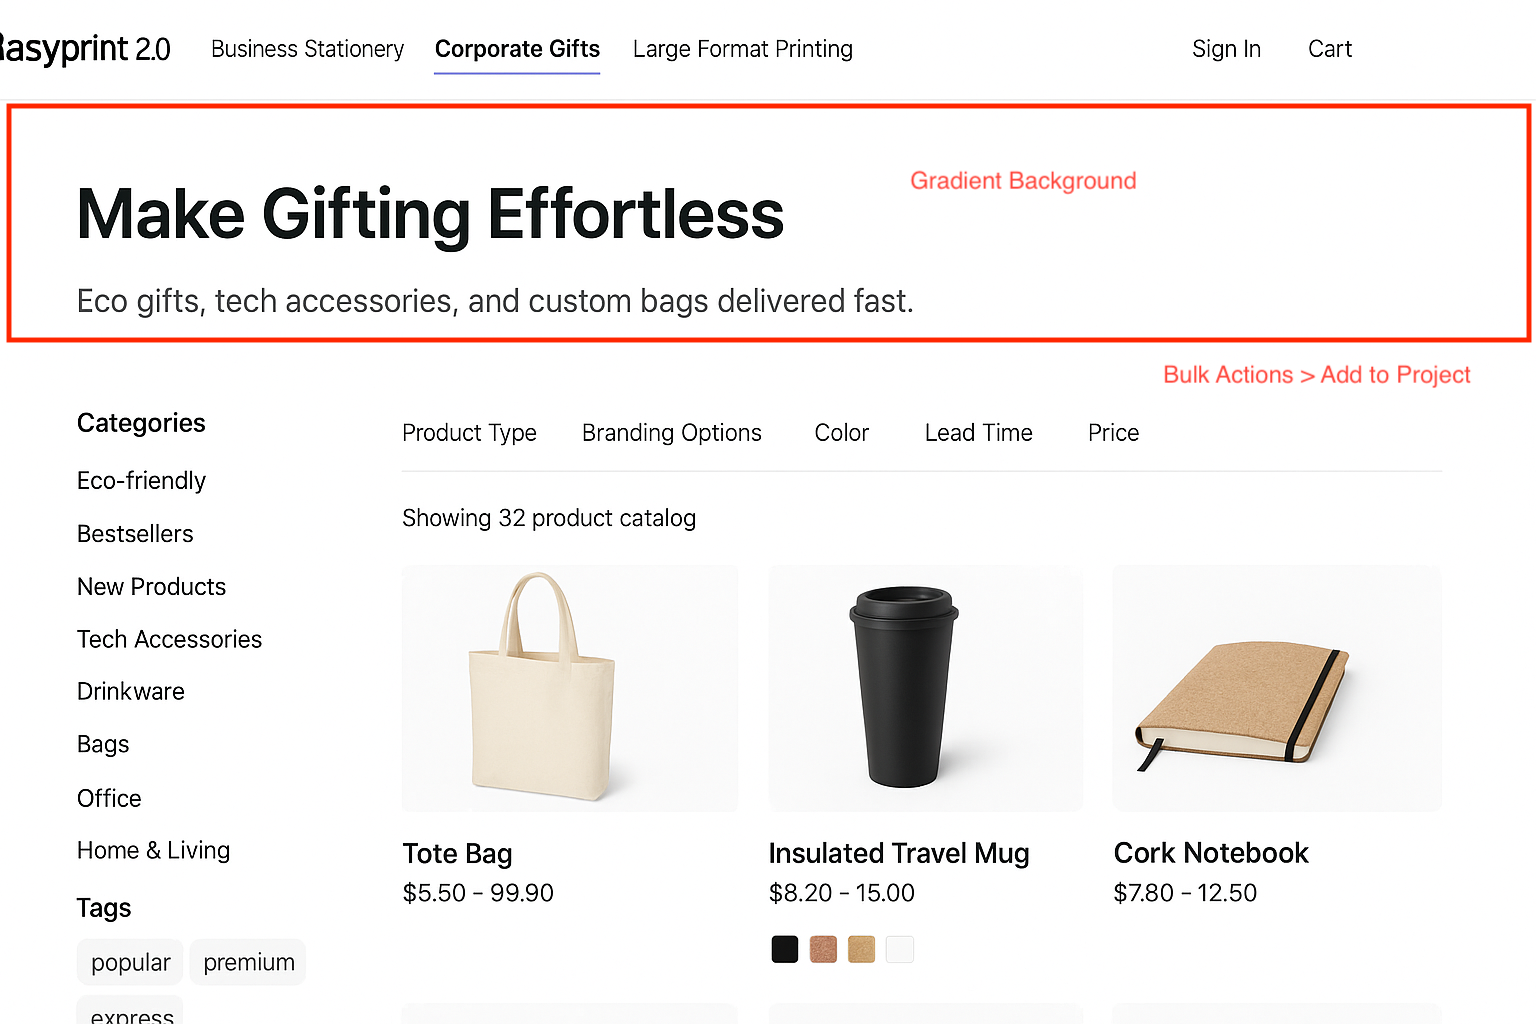 Rasyprint 2.0 Business Stationery Corporate Gifts Large Format Printing Sign In Cart
Gradient Background
Make Gifting Effortless
Eco gifts, tech accessories, and custom bags delivered fast.
Bulk Actions > Add to Project
Categories
Eco-friendly
Bestsellers
New Products
Tech Accessories
Drinkware
Bags
Office
Home & Living
Tags
popular premium
express
Product Type Branding Options Color Lead Time Price
Showing 32 product catalog
Tote Bag
$5.50 – 99.90
Insulated Travel Mug
$8.20 – 15.00
Cork Notebook
$7.80 – 12.50